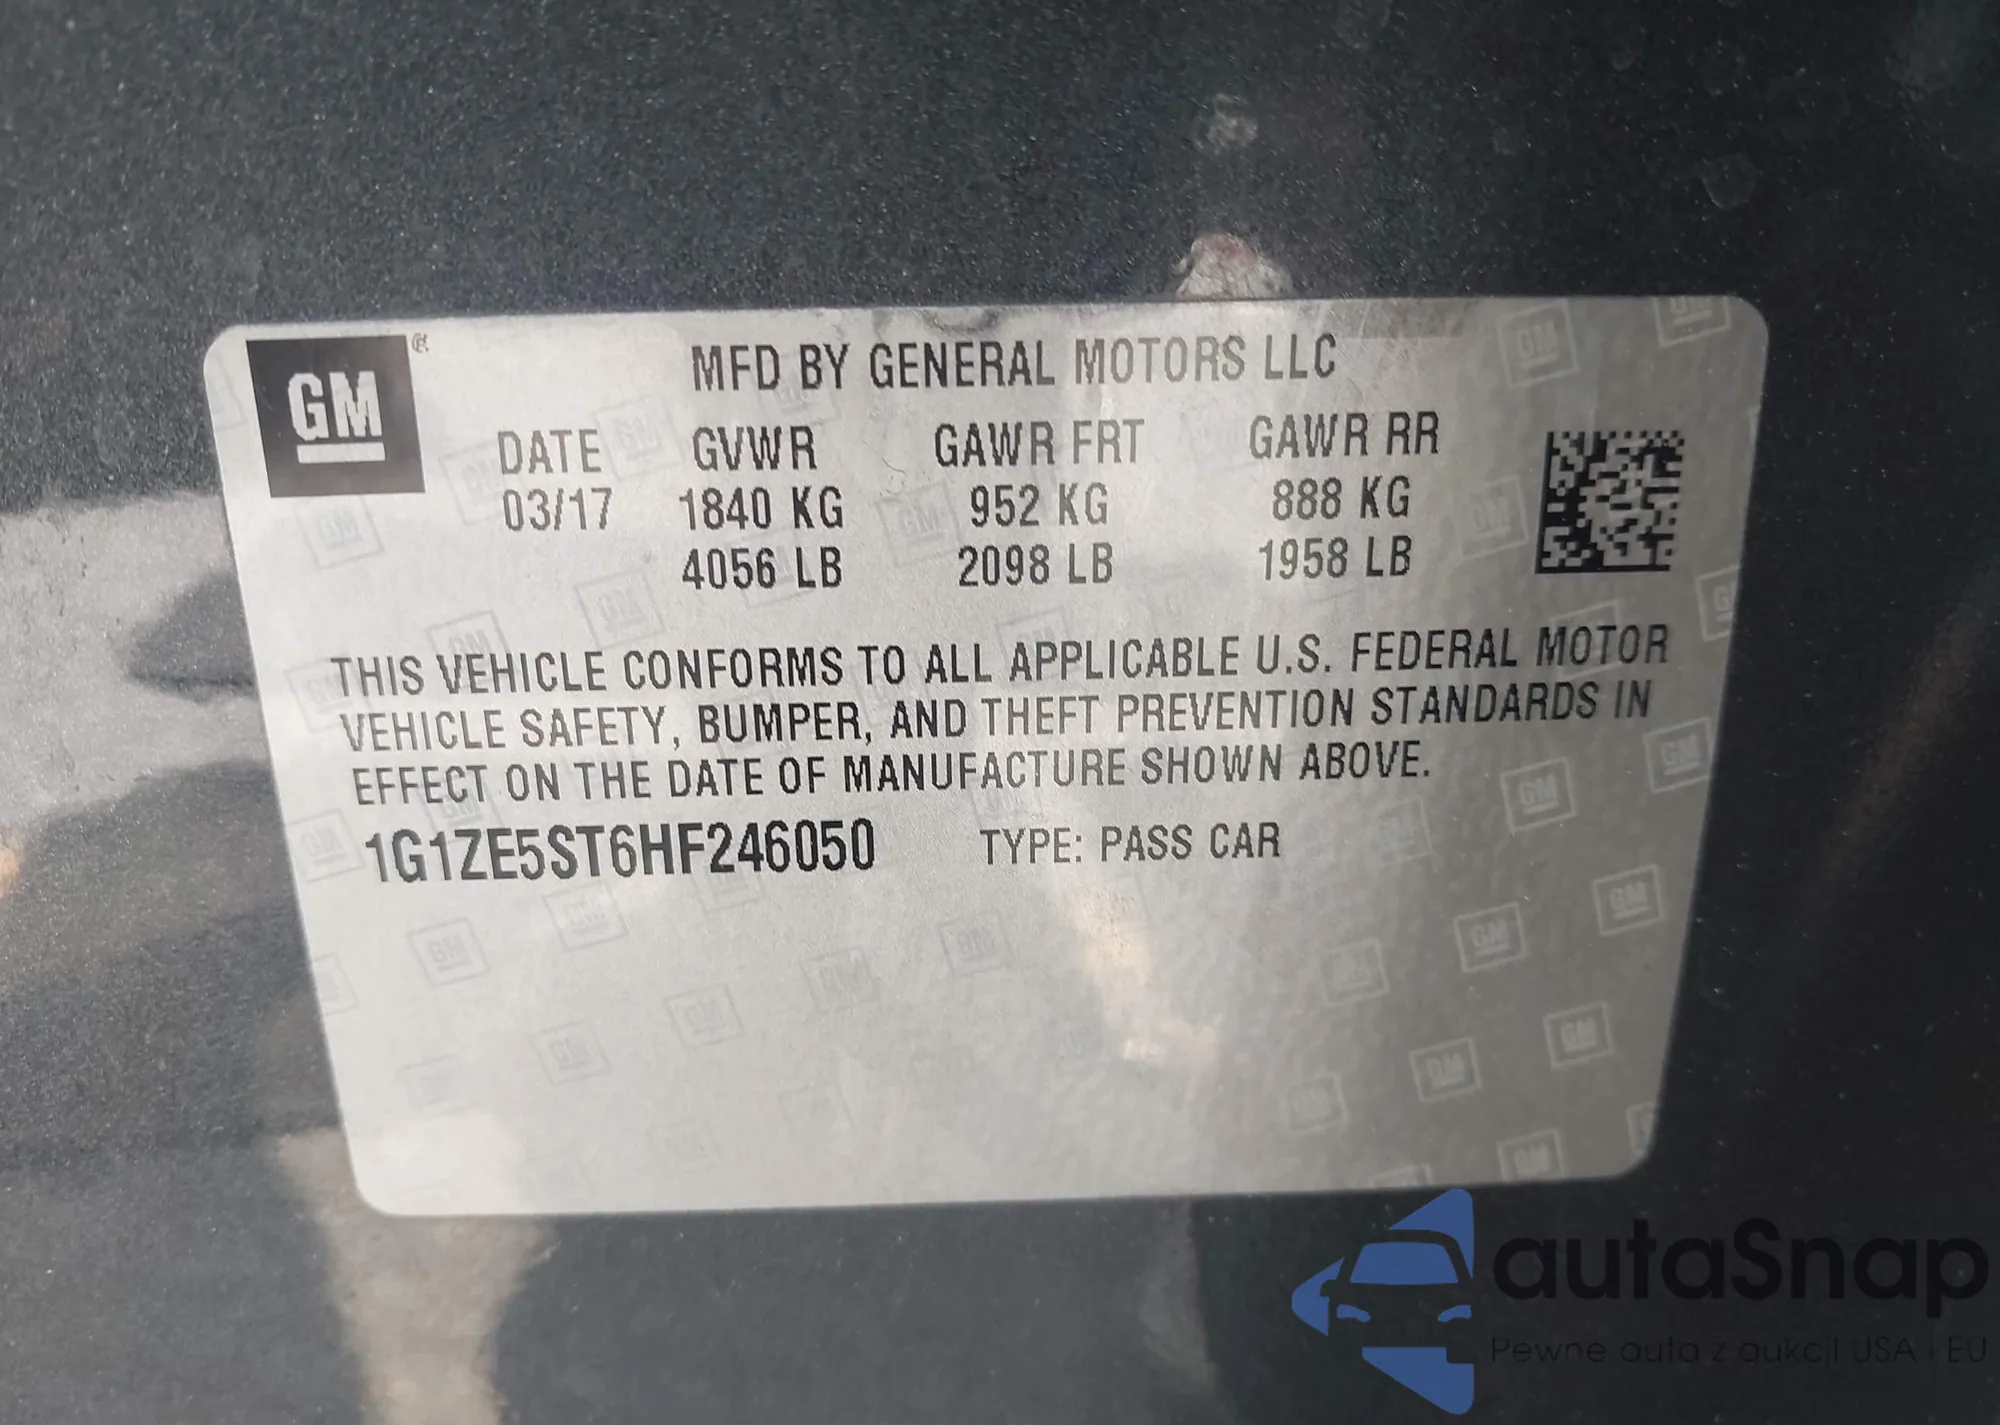 GM
MFD BY GENERAL MOTORS LLC
DATE GVWR GAWR FRT GAWR RR
03/17 1840 KG 952 KG 888 KG
4056 LB 2098 LB 1958 LB
THIS VEHICLE CONFORMS TO ALL APPLICABLE U.S. FEDERAL MOTOR
VEHICLE SAFETY, BUMPER, AND THEFT PREVENTION STANDARDS IN
EFFECT ON THE DATE OF MANUFACTURE SHOWN ABOVE.
1G1ZE5ST6HF246050 TYPE: PASS CAR
autaSnap
Pewne auta z aukcji USA i EU